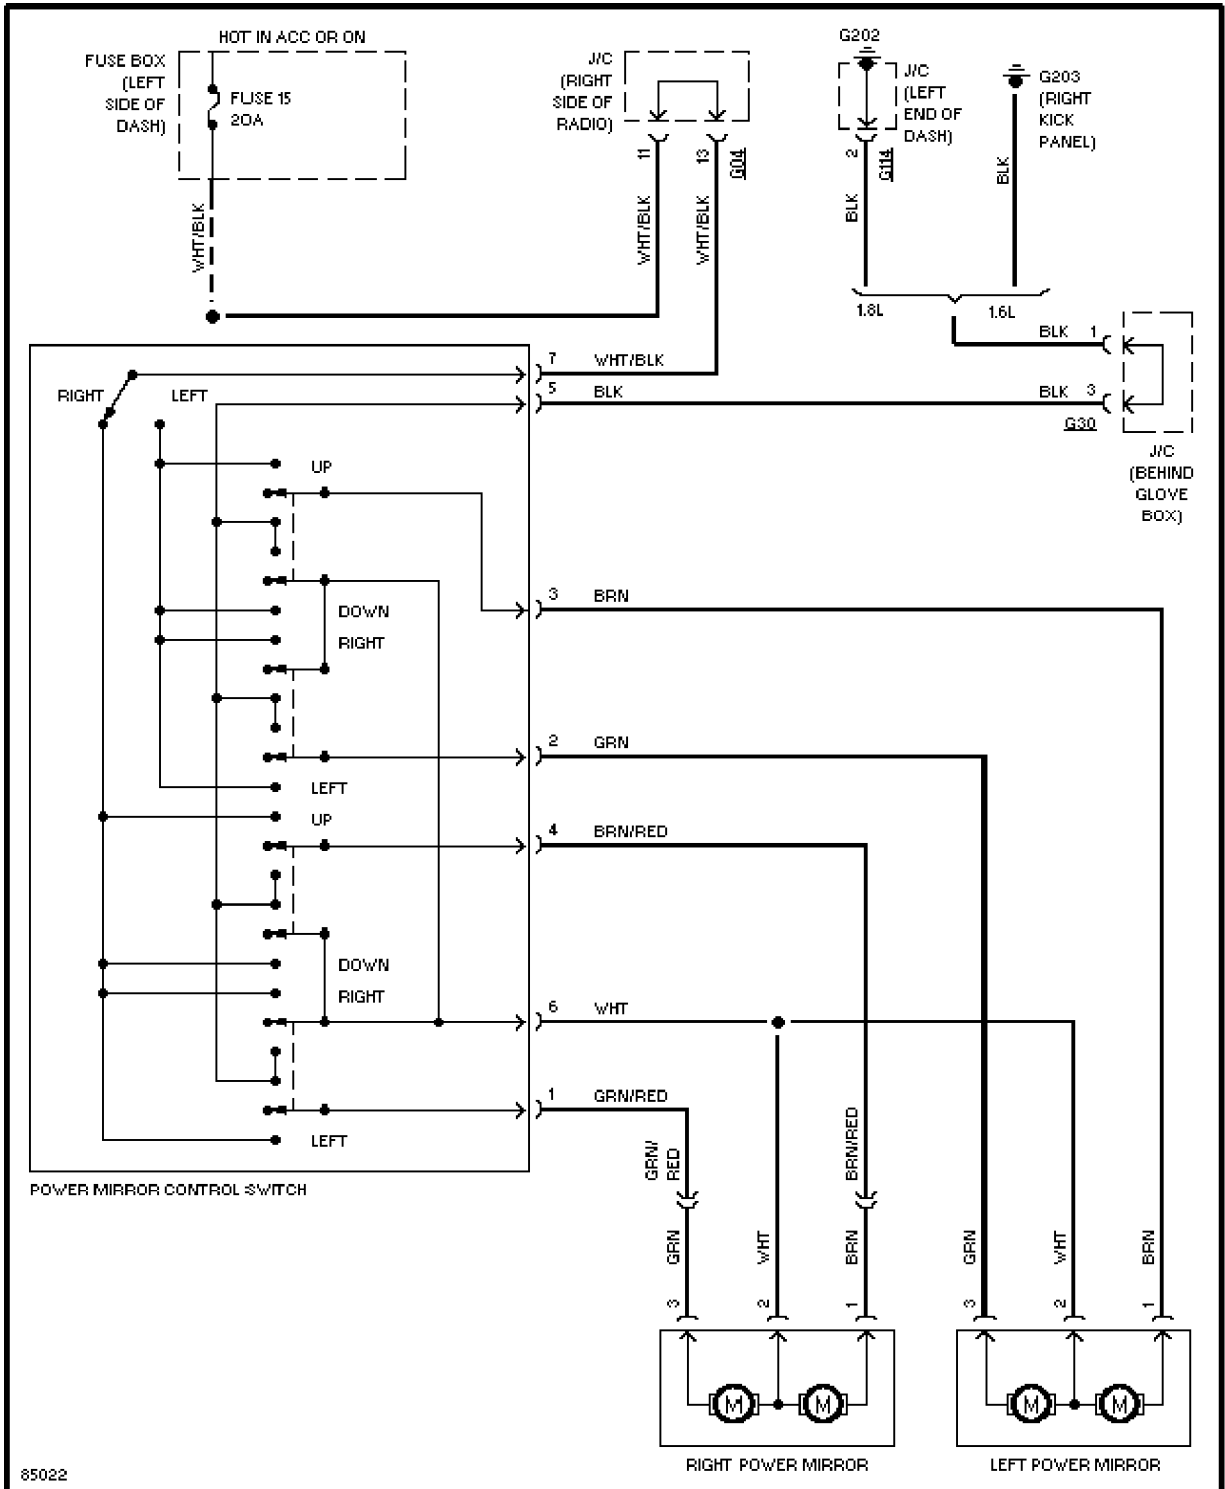 HOT IN ACC OR ON
FUSE BOX
(LEFT
SIDE OF
DASH)
FUSE 15
20A
J/C
(RIGHT
SIDE OF
RADIO)
G202
J/C
(LEFT
END OF
DASH)
G203
(RIGHT
KICK
PANEL)
11
13
G04
2
G114
WHT/BLK
WHT/BLK
WHT/BLK
BLK
BLK
1.8L
1.6L
BLK 1
7 WHT/BLK
5 BLK
BLK 3
G30
J/C
(BEHIND
GLOVE
BOX)
RIGHT
LEFT
UP
3 BRN
DOWN
RIGHT
2 GRN
LEFT
UP
4 BRN/RED
DOWN
RIGHT
6 WHT
1 GRN/RED
LEFT
GRN/
RED
BRN/RED
POWER MIRROR CONTROL SWITCH
GRN
WHT
BRN
GRN
WHT
BRN
3
2
1
3
2
1
M
M
M
M
RIGHT POWER MIRROR
LEFT POWER MIRROR
85022